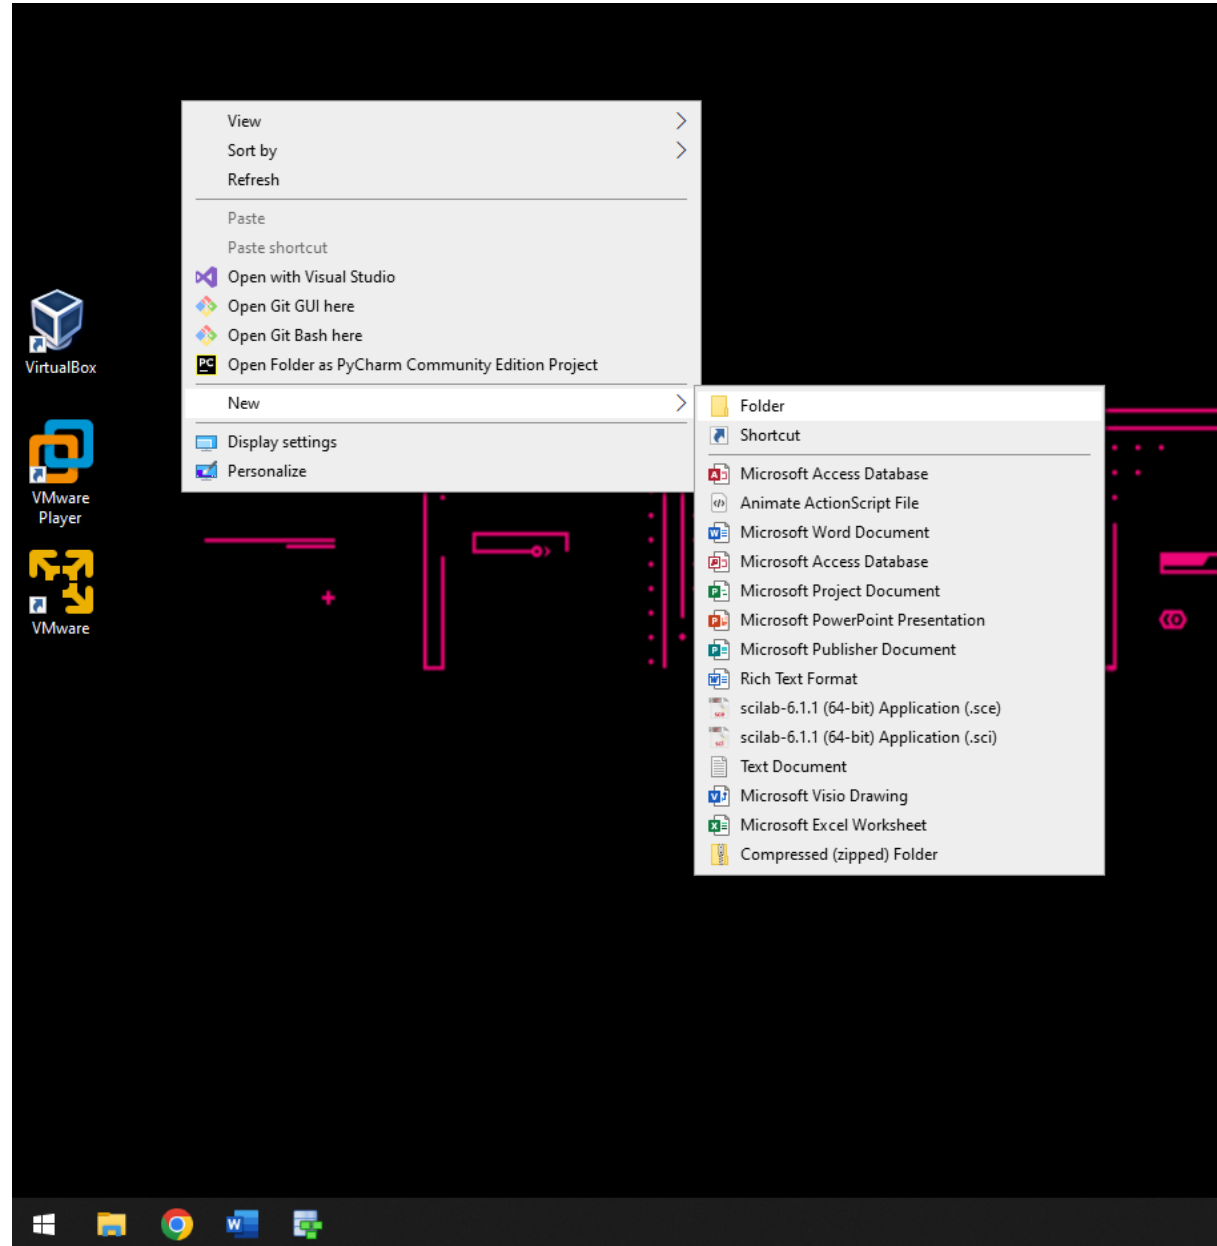 View
Sort by
Refresh
Paste
Paste shortcut
Open with Visual Studio
Open Git GUI here
Open Git Bash here
PC
Open Folder as PyCharm Community Edition Project
New
Display settings
Personalize
Folder
Shortcut
Microsoft Access Database
Animate ActionScript File
Microsoft Word Document
Microsoft Access Database
Microsoft Project Document
Microsoft PowerPoint Presentation
Microsoft Publisher Document
Rich Text Format
scilab-6.1.1 (64-bit) Application (.sce)
scilab-6.1.1 (64-bit) Application (.sci)
Text Document
Microsoft Visio Drawing
Microsoft Excel Worksheet
Compressed (zipped) Folder
VirtualBox
VMware
Player
VMware